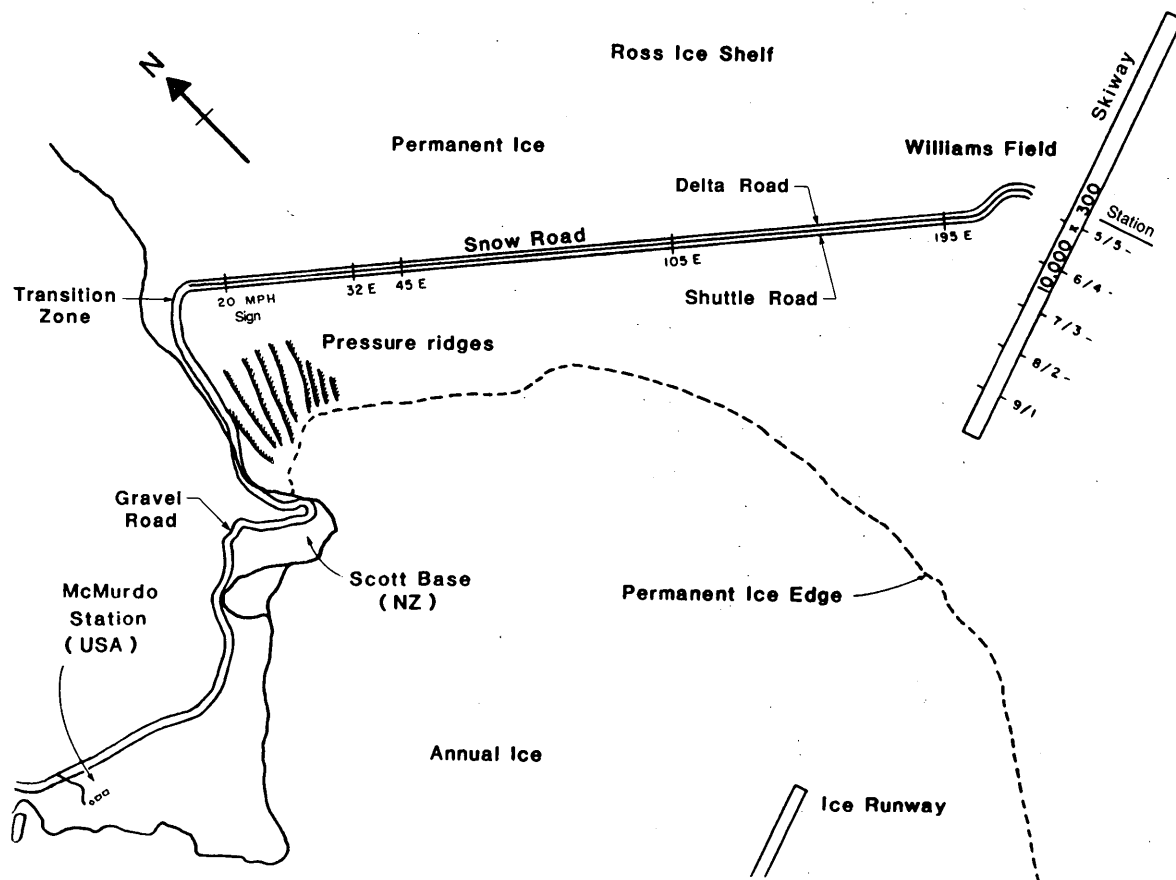 Ross Ice Shelf
N
Skiway
Permanent Ice
Williams Field
Delta Road
10,000 x 300
Station
5/5
6/4
7/3
8/2
9/1
Snow Road
195 E
105 E
45 E
32 E
20 MPH
Sign
Shuttle Road
Transition
Zone
Pressure ridges
Gravel
Road
Scott Base
(NZ)
McMurdo
Station
(USA)
Permanent Ice Edge
Annual Ice
Ice Runway